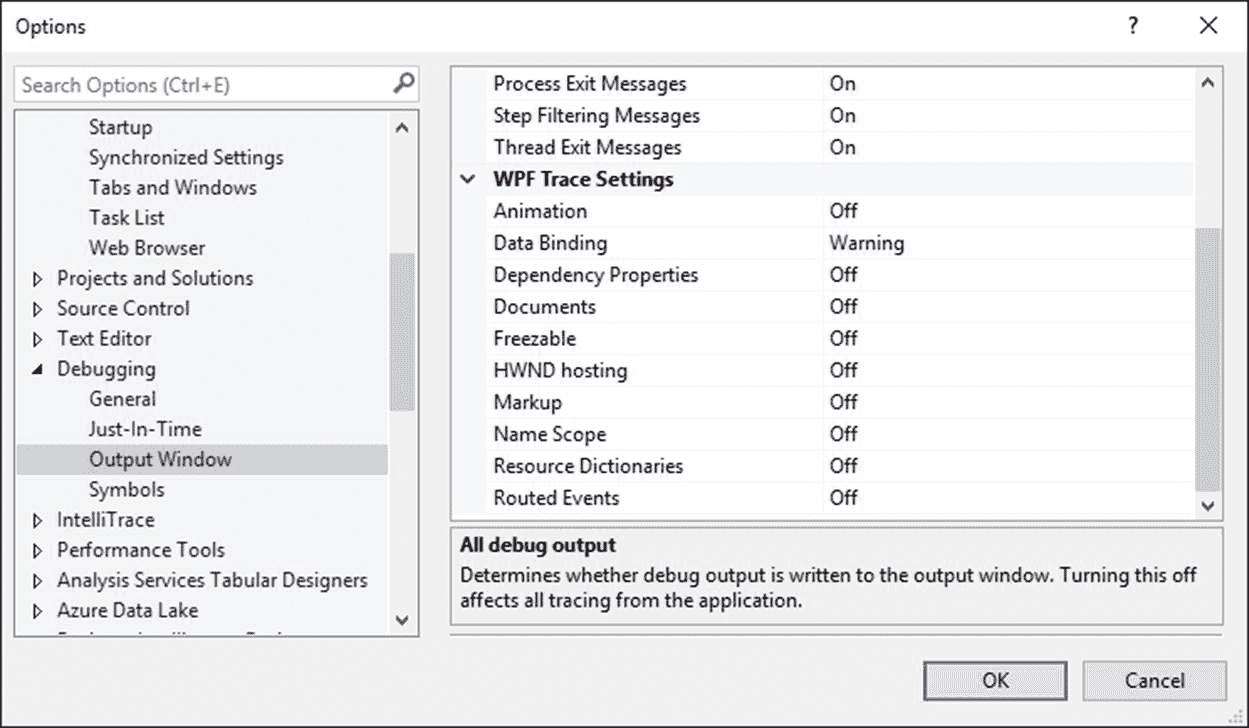 Options
?
Search Options (Ctrl+E)
Startup
Synchronized Settings
Tabs and Windows
Task List
Web Browser
Projects and Solutions
Source Control
Text Editor
Debugging
General
Just-In-Time
Output Window
Symbols
IntelliTrace
Performance Tools
Analysis Services Tabular Designers
Azure Data Lake
Process Exit Messages On
Step Filtering Messages On
Thread Exit Messages On
WPF Trace Settings
Animation Off
Data Binding Warning
Dependency Properties Off
Documents Off
Freezable Off
HWND hosting Off
Markup Off
Name Scope Off
Resource Dictionaries Off
Routed Events Off
All debug output
Determines whether debug output is written to the output window. Turning this off
affects all tracing from the application.
OK Cancel